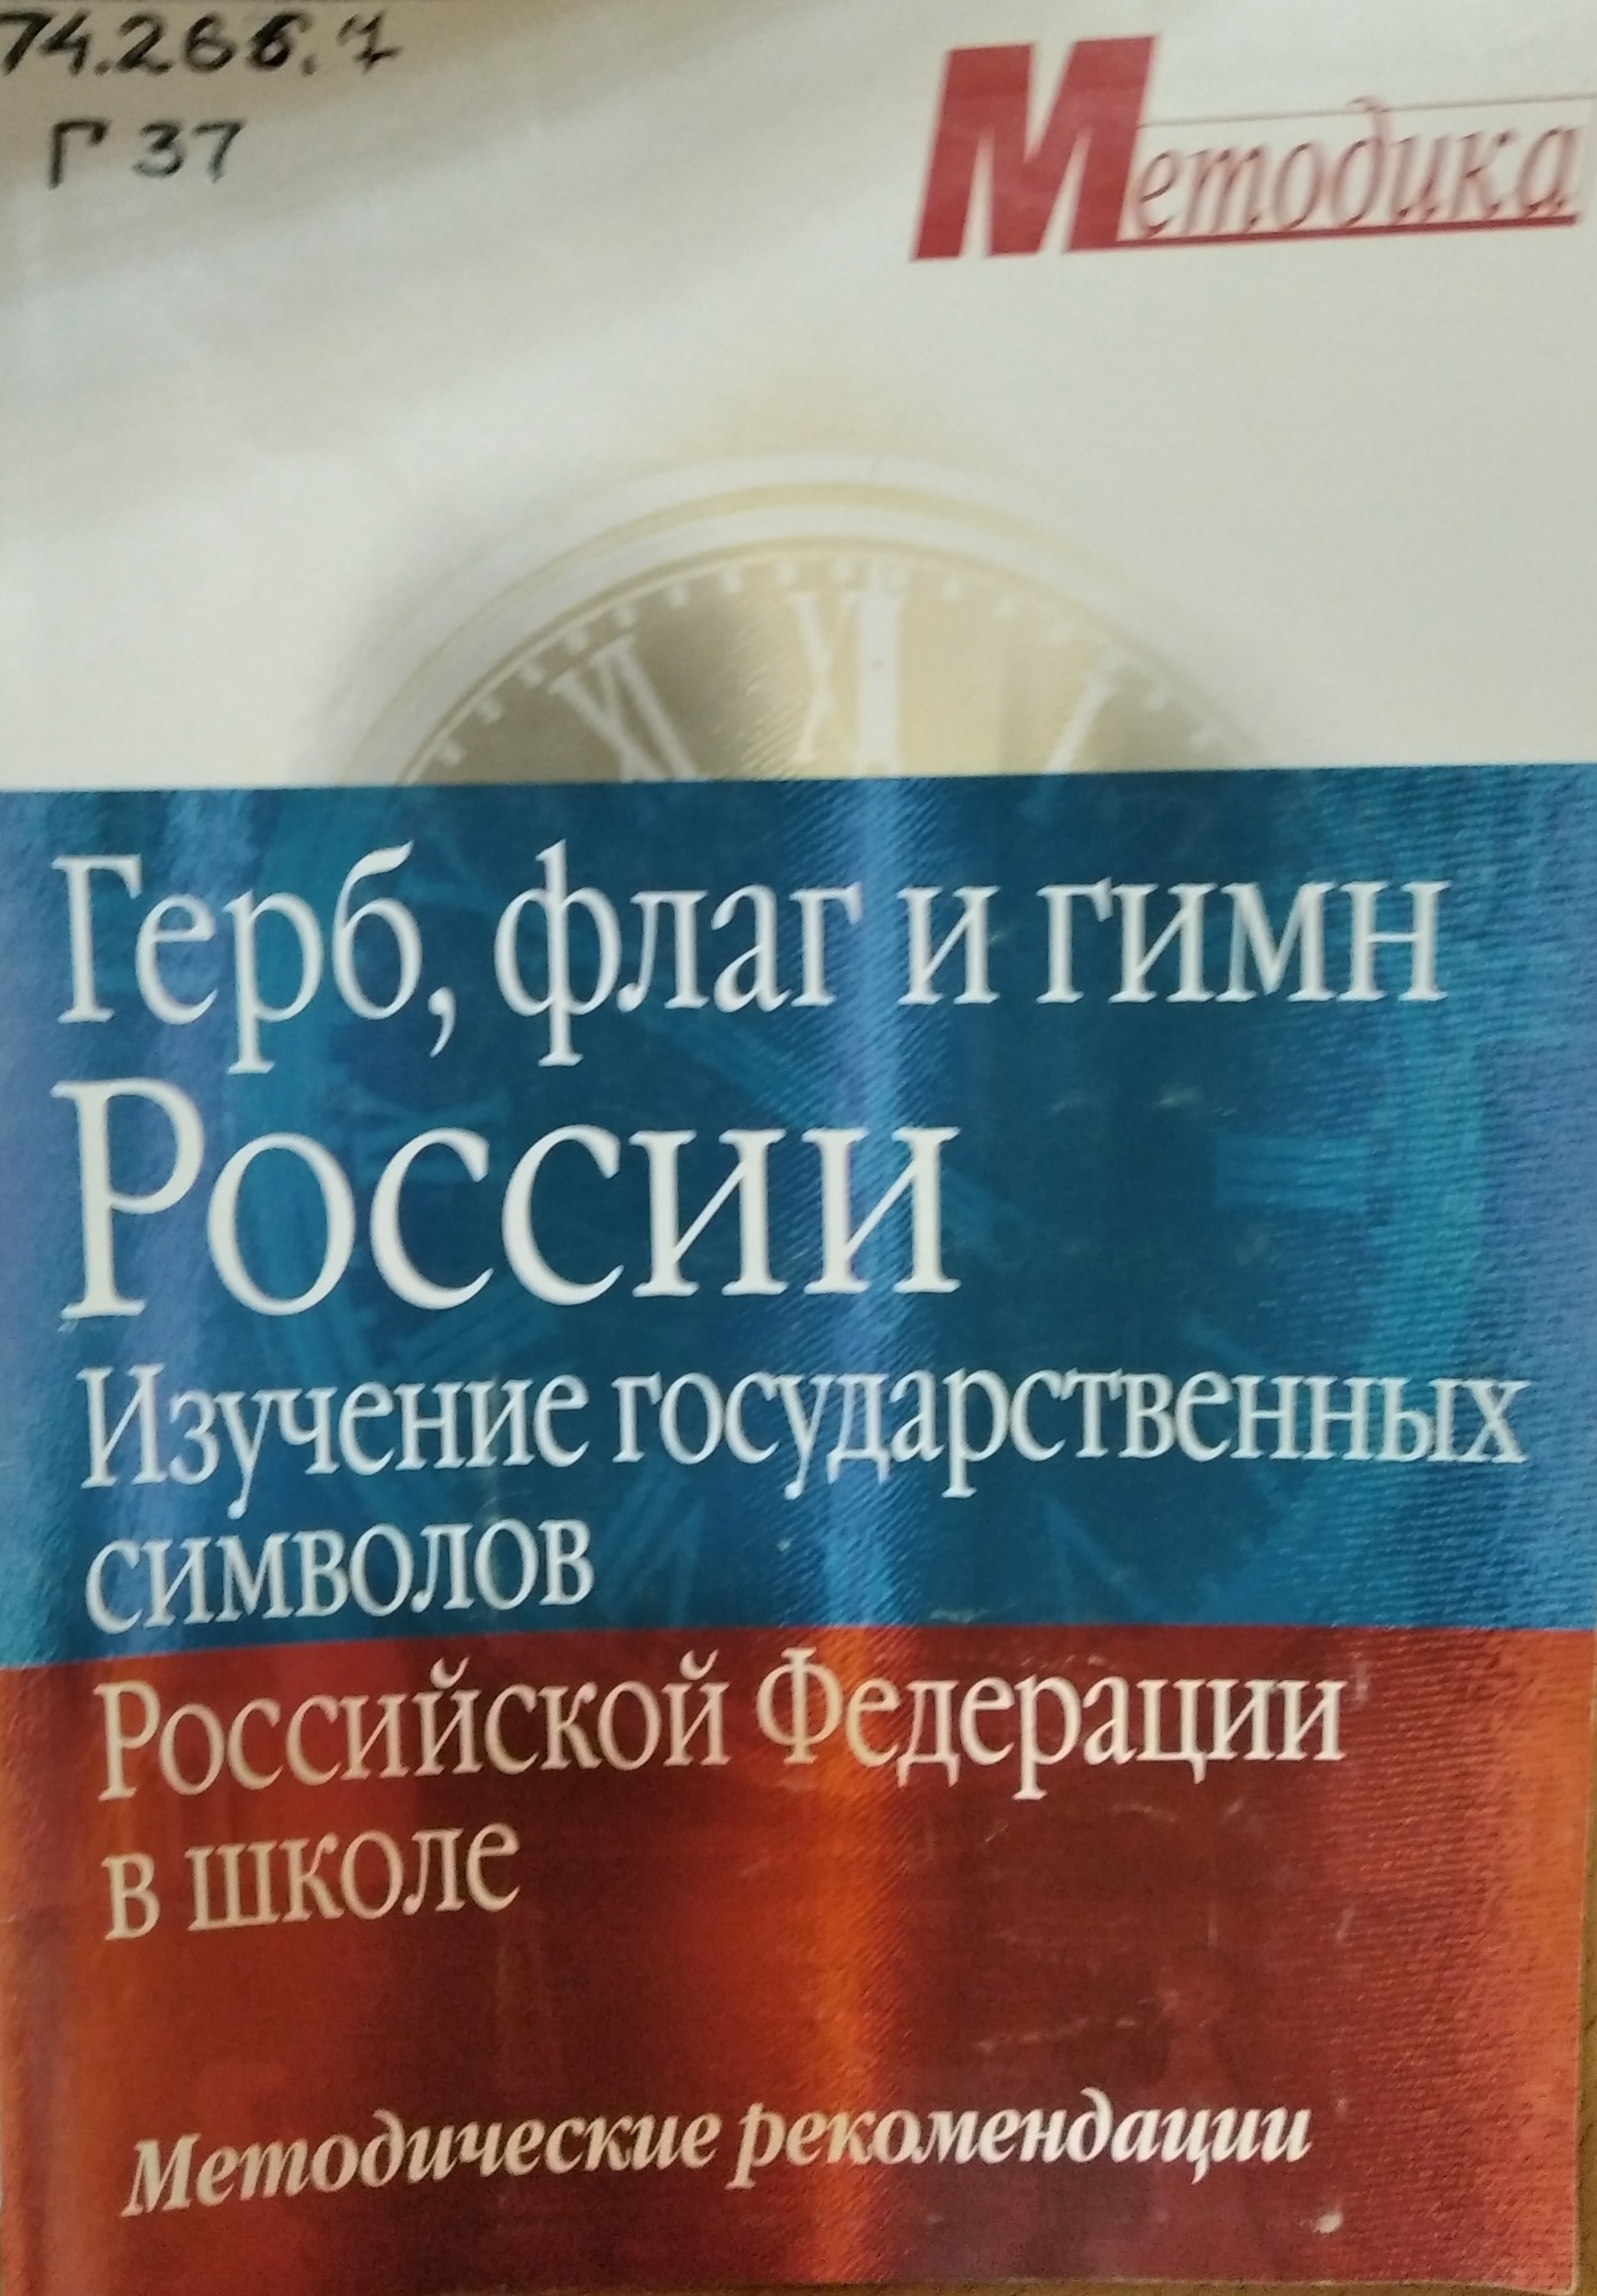 74.266.7
Г 37
Методика
Герб, флаг и гимн
России
Изучение государственных
символов
Российской Федерации
в школе
Методические рекомендации